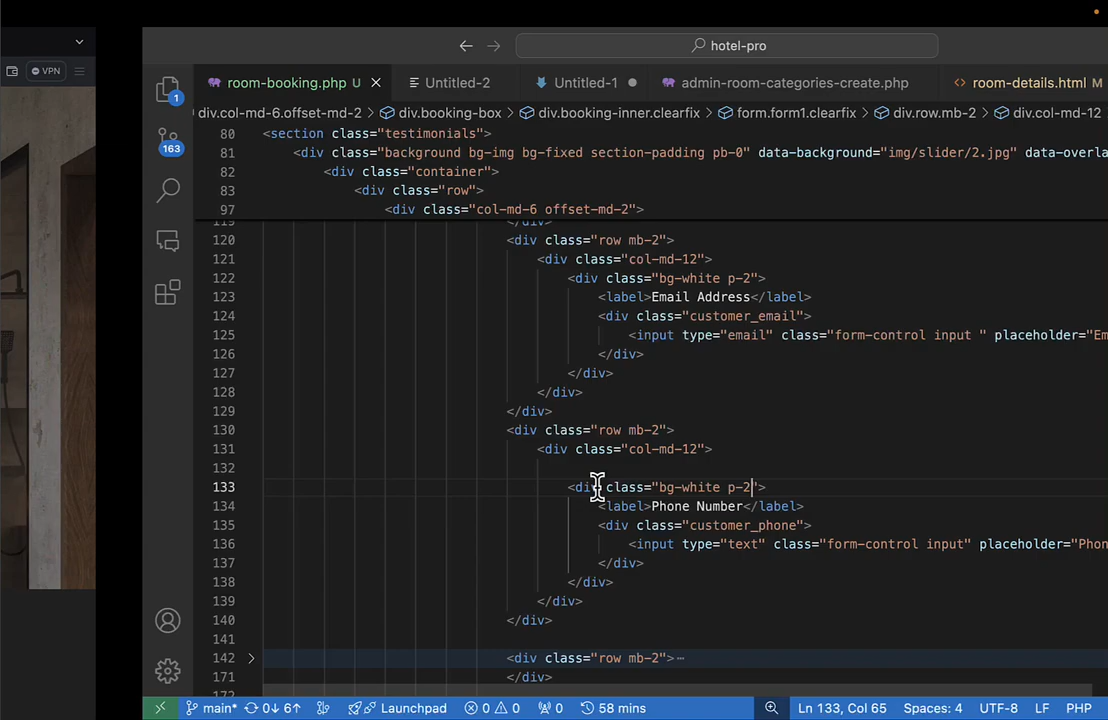 hotel-pro
VPN
room-booking.php U
Untitled-2
Untitled-1
admin-room-categories-create.php
room-details.html M
div.col-md-6.offset-md-2 > div.booking-box > div.booking-inner.clearfix > form.form1.clearfix > div.row.mb-2 > div.col-md-12
1
163
80 <section class="testimonials">
81 <div class="background bg-img bg-fixed section-padding pb-0" data-background="img/slider/2.jpg" data-overla
82 <div class="container">
83 <div class="row">
97 <div class="col-md-6 offset-md-2">
119 </div>
120 <div class="row mb-2">
121 <div class="col-md-12">
122 <div class="bg-white p-2">
123 <label>Email Address</label>
124 <div class="customer_email">
125 <input type="email" class="form-control input " placeholder="Em
126 </div>
127 </div>
128 </div>
129 </div>
130 <div class="row mb-2">
131 <div class="col-md-12">
132
133 <div class="bg-white p-2">
134 <label>Phone Number</label>
135 <div class="customer_phone">
136 <input type="text" class="form-control input" placeholder="Phon
137 </div>
138 </div>
139 </div>
140 </div>
141
142 <div class="row mb-2">⋯
171 </div>
172
main* 0↓ 6↑ Launchpad 0 0 0 58 mins Ln 133, Col 65 Spaces: 4 UTF-8 LF PHP